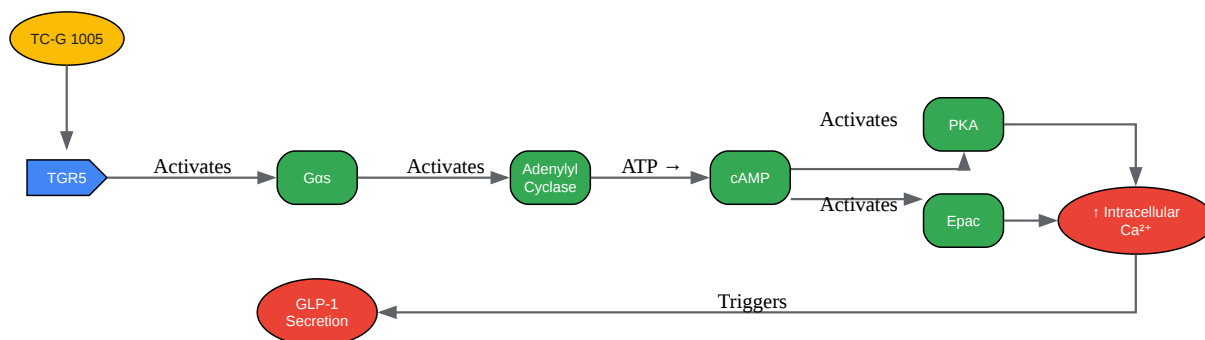 TC-G 1005
TGR5
Activates
Gαs
Activates
Adenylyl
Cyclase
ATP →
cAMP
Activates
PKA
Activates
Epac
↑ Intracellular
Ca²⁺
Triggers
GLP-1
Secretion